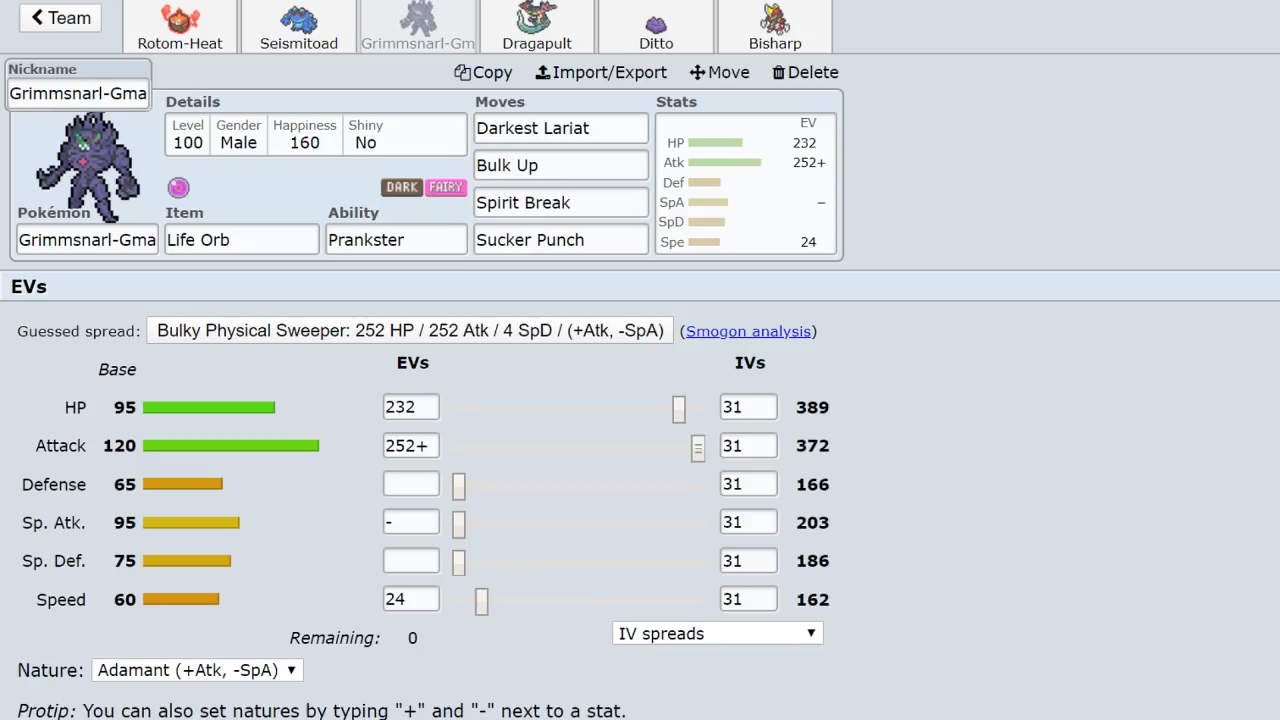 Team
Rotom-Heat
Seismitoad
Grimmsnarl-Gm
Dragapult
Ditto
Bisharp
Nickname
Grimmsnarl-Gma
Copy
Import/Export
Move
Delete
Details
Level
100
Gender
Male
Happiness
160
Shiny
No
DARK
FAIRY
Pokémon
Grimmsnarl-Gma
Item
Life Orb
Ability
Prankster
Moves
Darkest Lariat
Bulk Up
Spirit Break
Sucker Punch
Stats
EV
HP 232
Atk 252+
Def
SpA –
SpD
Spe 24
EVs
Guessed spread: Bulky Physical Sweeper: 252 HP / 252 Atk / 4 SpD / (+Atk, -SpA) (Smogon analysis)
Base EVs IVs
HP 95 232 31 389
Attack 120 252+ 31 372
Defense 65 31 166
Sp. Atk. 95 - 31 203
Sp. Def. 75 31 186
Speed 60 24 31 162
Remaining: 0 IV spreads
Nature: Adamant (+Atk, -SpA)
Protip: You can also set natures by typing "+" and "-" next to a stat.